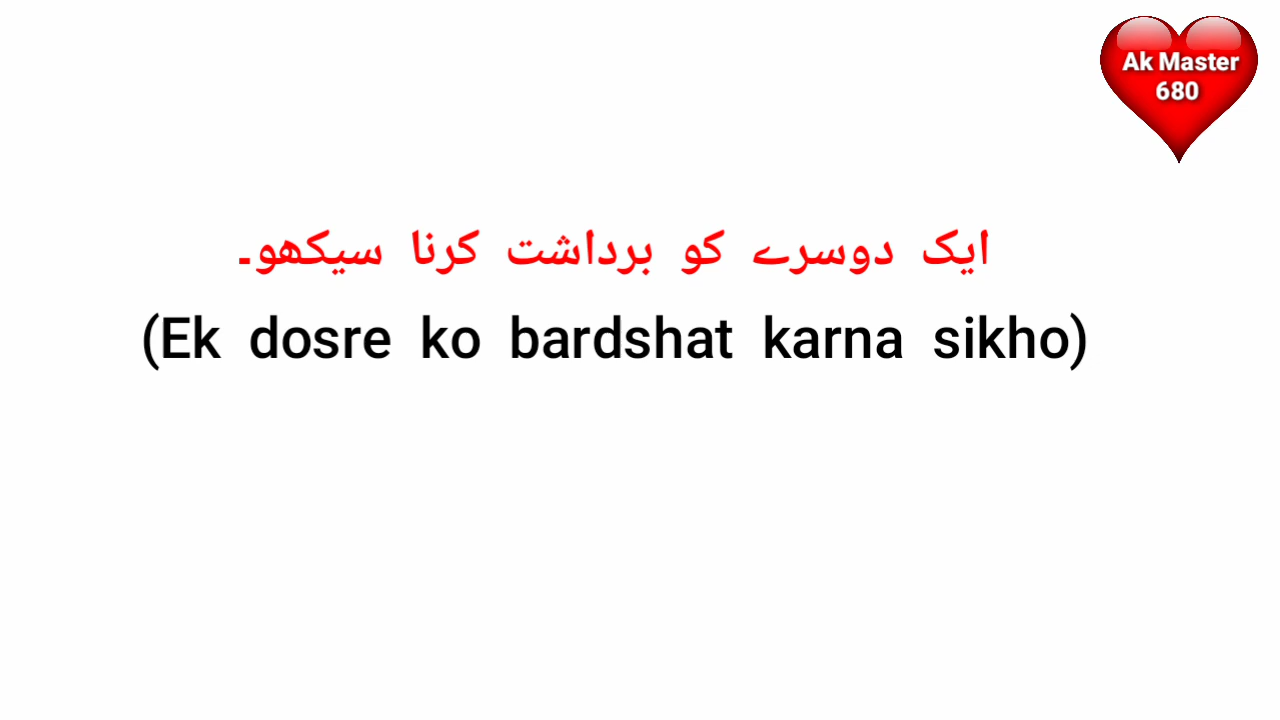 Ak Master
680
ایک دوسرے کو برداشت کرنا سیکھو۔
(Ek dosre ko bardshat karna sikho)